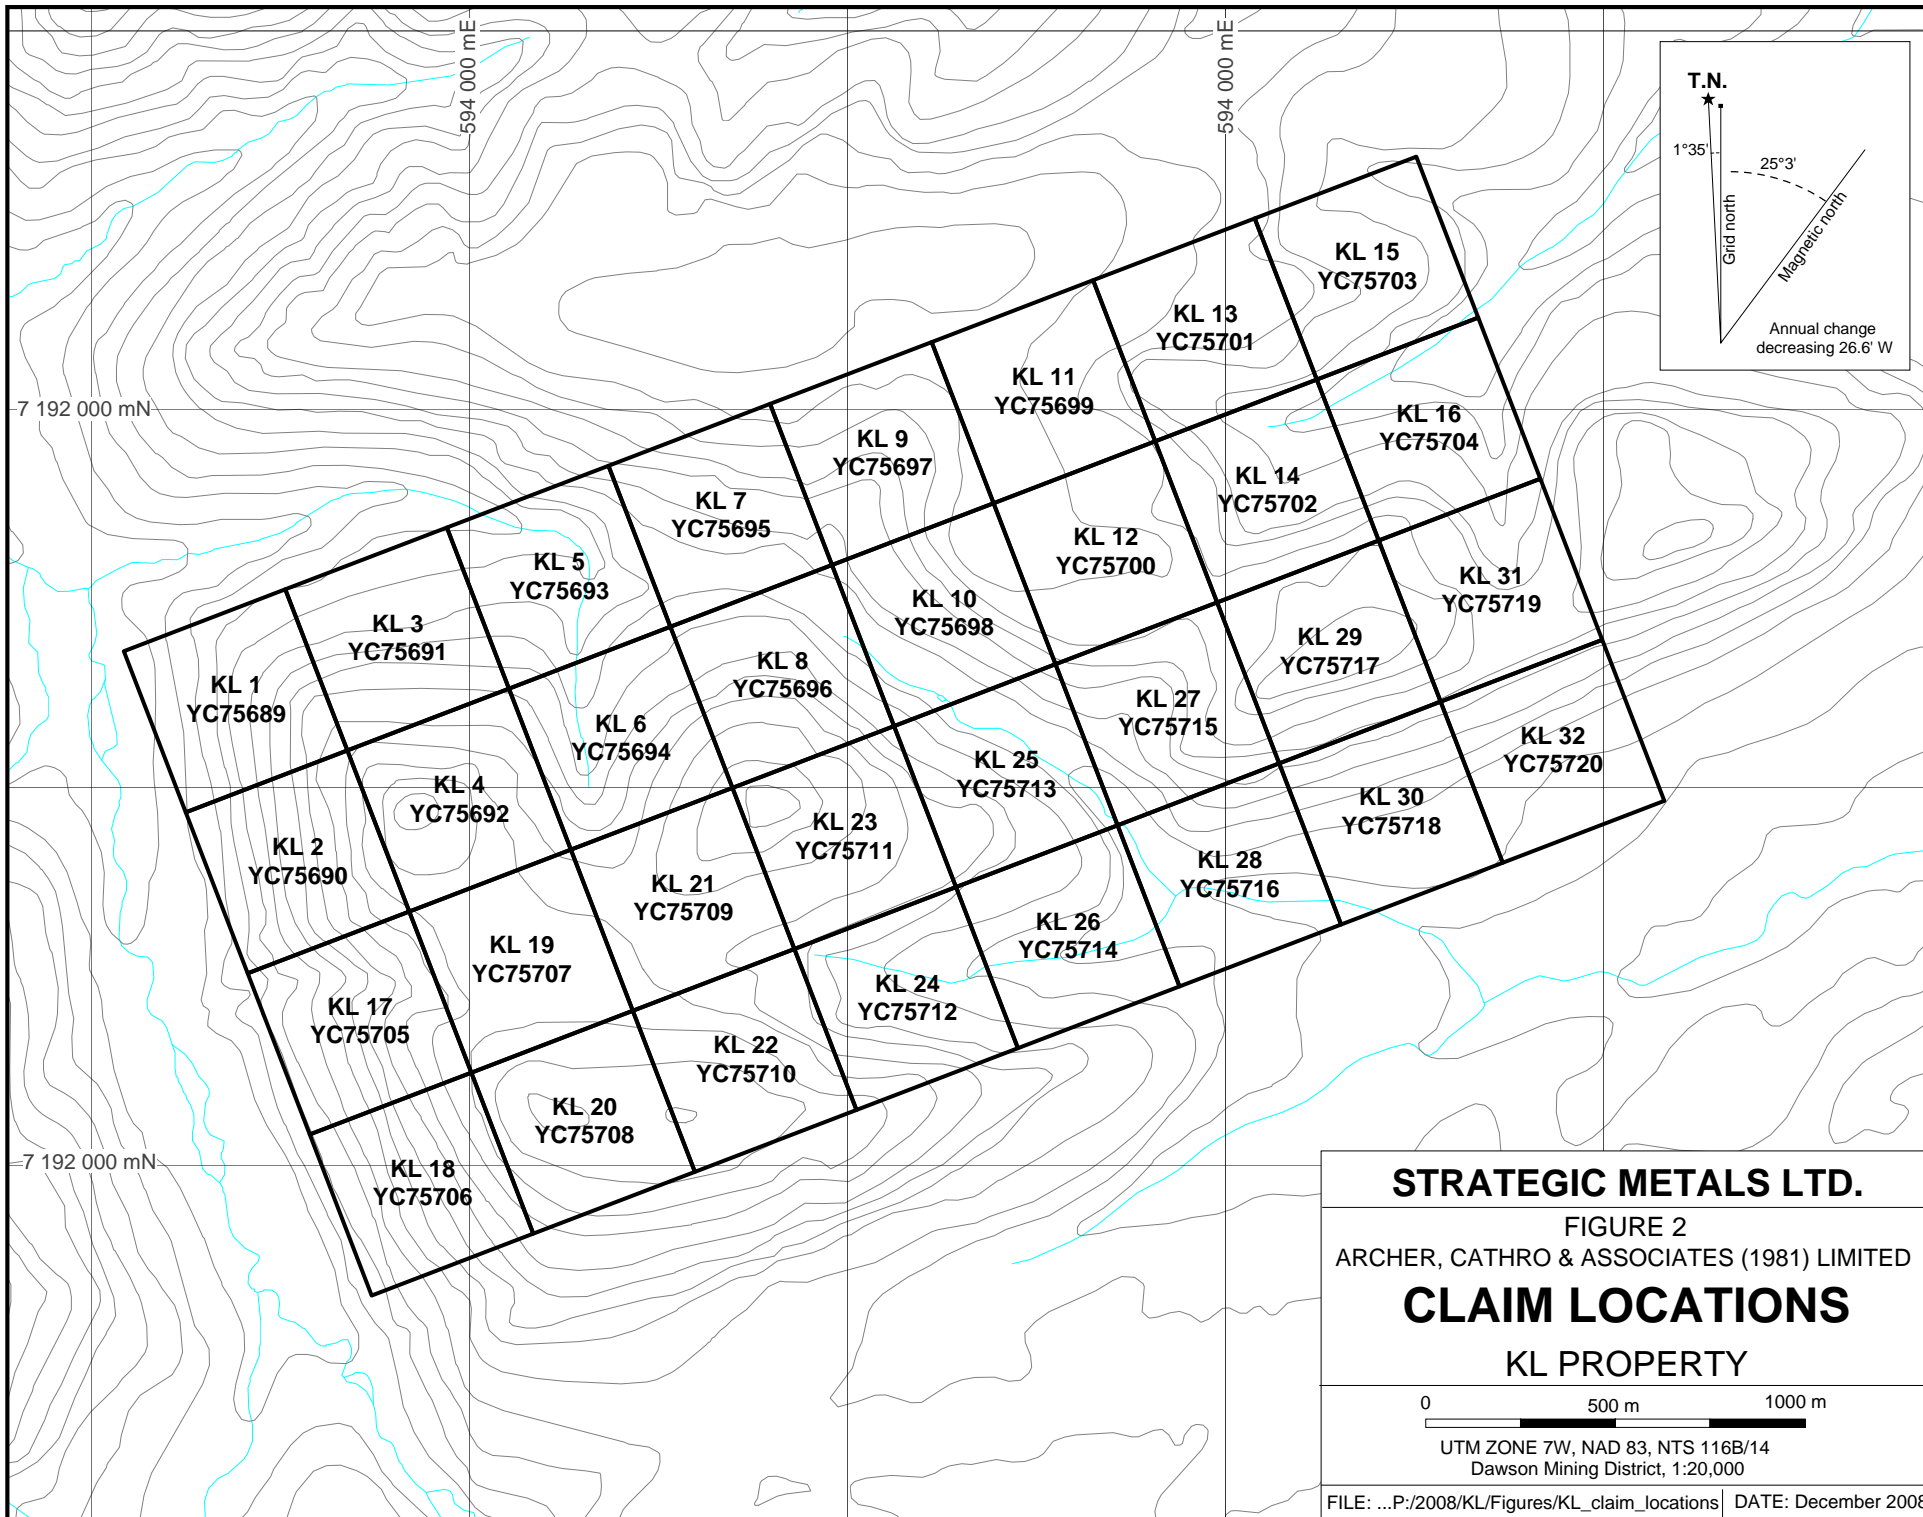 594 000 mE
594 000 mE
T.N.
1°35'
25°3'
Grid north
Magnetic north
Annual change
decreasing 26.6' W
7 192 000 mN
7 192 000 mN
KL 15
YC75703
KL 13
YC75701
KL 11
YC75699
KL 16
YC75704
KL 9
YC75697
KL 14
YC75702
KL 7
YC75695
KL 12
YC75700
KL 5
YC75693
KL 31
YC75719
KL 10
YC75698
KL 3
YC75691
KL 29
YC75717
KL 8
YC75696
KL 1
YC75689
KL 27
YC75715
KL 6
YC75694
KL 32
YC75720
KL 25
YC75713
KL 4
YC75692
KL 30
YC75718
KL 23
YC75711
KL 2
YC75690
KL 28
YC75716
KL 21
YC75709
KL 26
YC75714
KL 19
YC75707
KL 24
YC75712
KL 17
YC75705
KL 22
YC75710
KL 20
YC75708
KL 18
YC75706
STRATEGIC METALS LTD.
FIGURE 2
ARCHER, CATHRO & ASSOCIATES (1981) LIMITED
CLAIM LOCATIONS
KL PROPERTY
0 500 m 1000 m
UTM ZONE 7W, NAD 83, NTS 116B/14
Dawson Mining District, 1:20,000
FILE: ...P:/2008/KL/Figures/KL_claim_locations DATE: December 2008